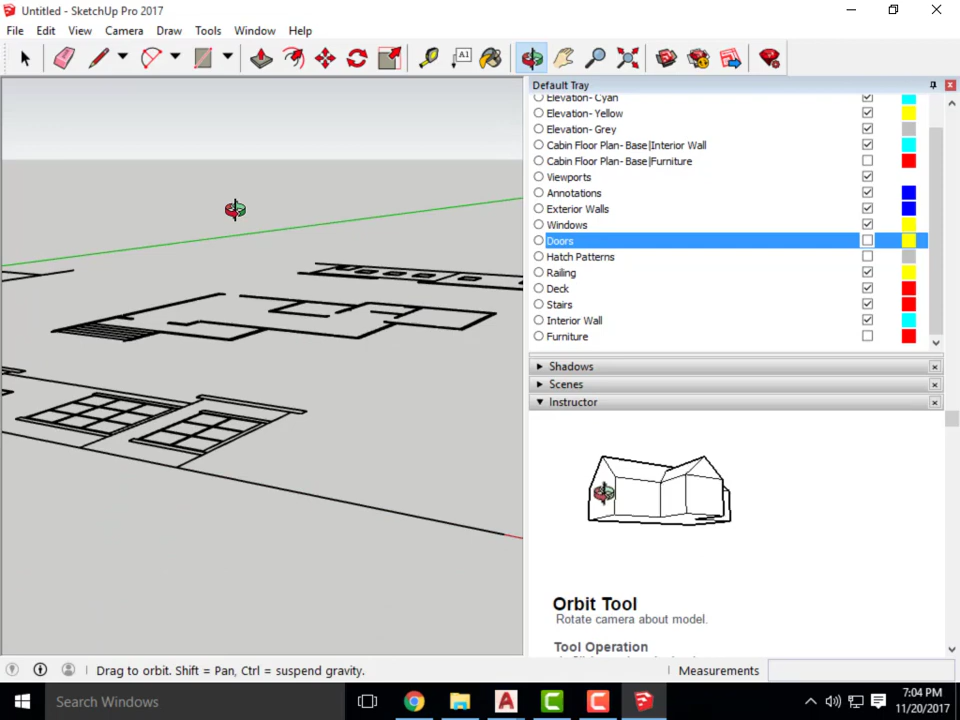 Untitled - SketchUp Pro 2017
File Edit View Camera Draw Tools Window Help
A1
Default Tray
Elevation- Cyan
Elevation- Yellow
Elevation- Grey
Cabin Floor Plan- Base|Interior Wall
Cabin Floor Plan- Base|Furniture
Viewports
Annotations
Exterior Walls
Windows
Doors
Hatch Patterns
Railing
Deck
Stairs
Interior Wall
Furniture
Shadows
Scenes
Instructor
Orbit Tool
Rotate camera about model.
Tool Operation
Drag to orbit. Shift = Pan, Ctrl = suspend gravity.
Measurements
Search Windows
7:04 PM
11/20/2017